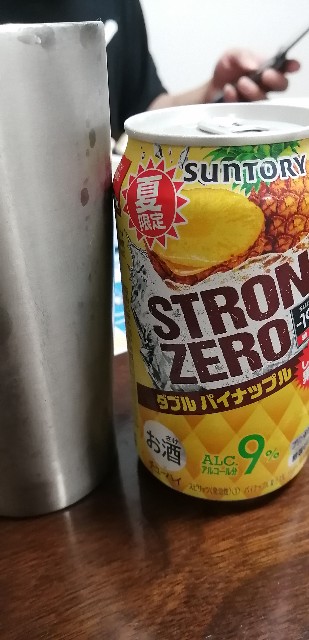 SUNTORY
夏
限定
STRON
ZERO
ダブル パイナップル
お酒
ALC.
アルコール分
9%